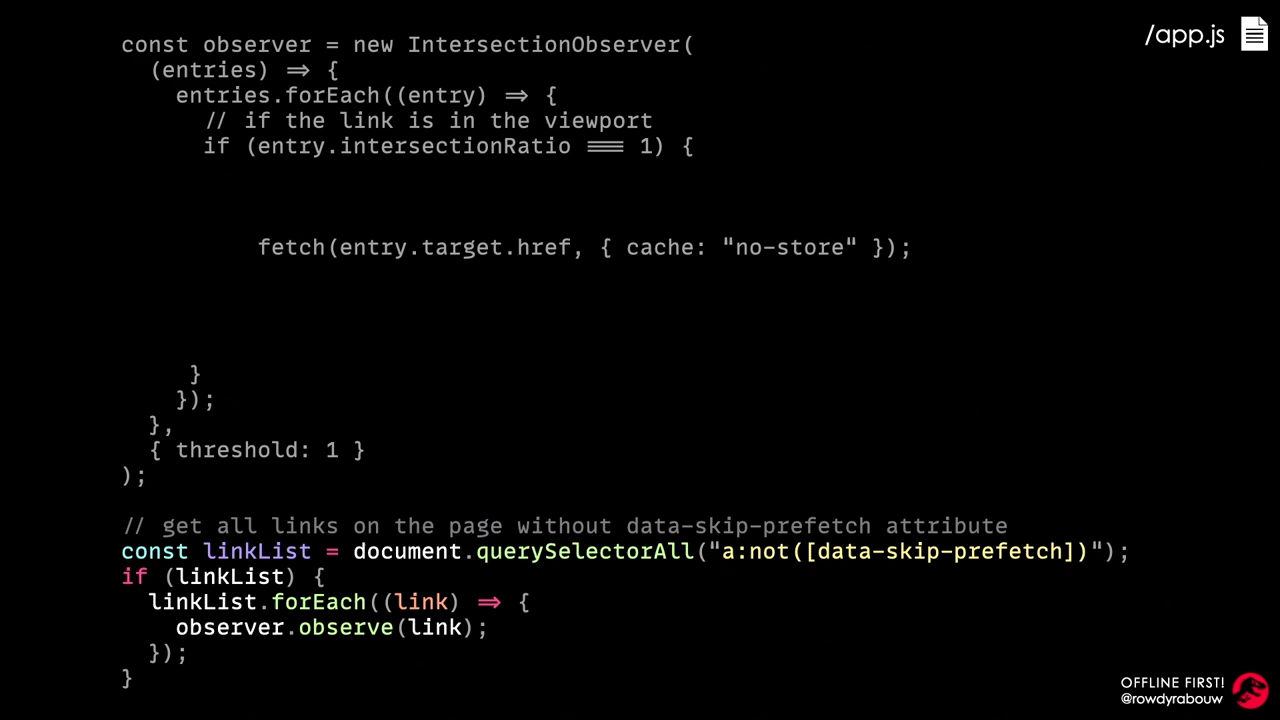 /app.js
const observer = new IntersectionObserver(
(entries) => {
entries.forEach((entry) => {
// if the link is in the viewport
if (entry.intersectionRatio === 1) {
fetch(entry.target.href, { cache: "no-store" });
}
});
},
{ threshold: 1 }
);
// get all links on the page without data-skip-prefetch attribute
const linkList = document.querySelectorAll("a:not([data-skip-prefetch])");
if (linkList) {
linkList.forEach((link) => {
observer.observe(link);
});
}
OFFLINE FIRST!
@rowdyrabouw